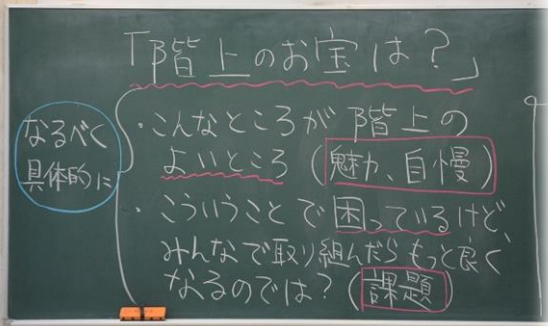 「階上のお宝は?」
なるべく
具体的に
・こんなところが階上の
よいところ(魅力、自慢)
・こういうことで困っているけど
みんなで取り組んだらもっと良く
なるのでは?(課題)